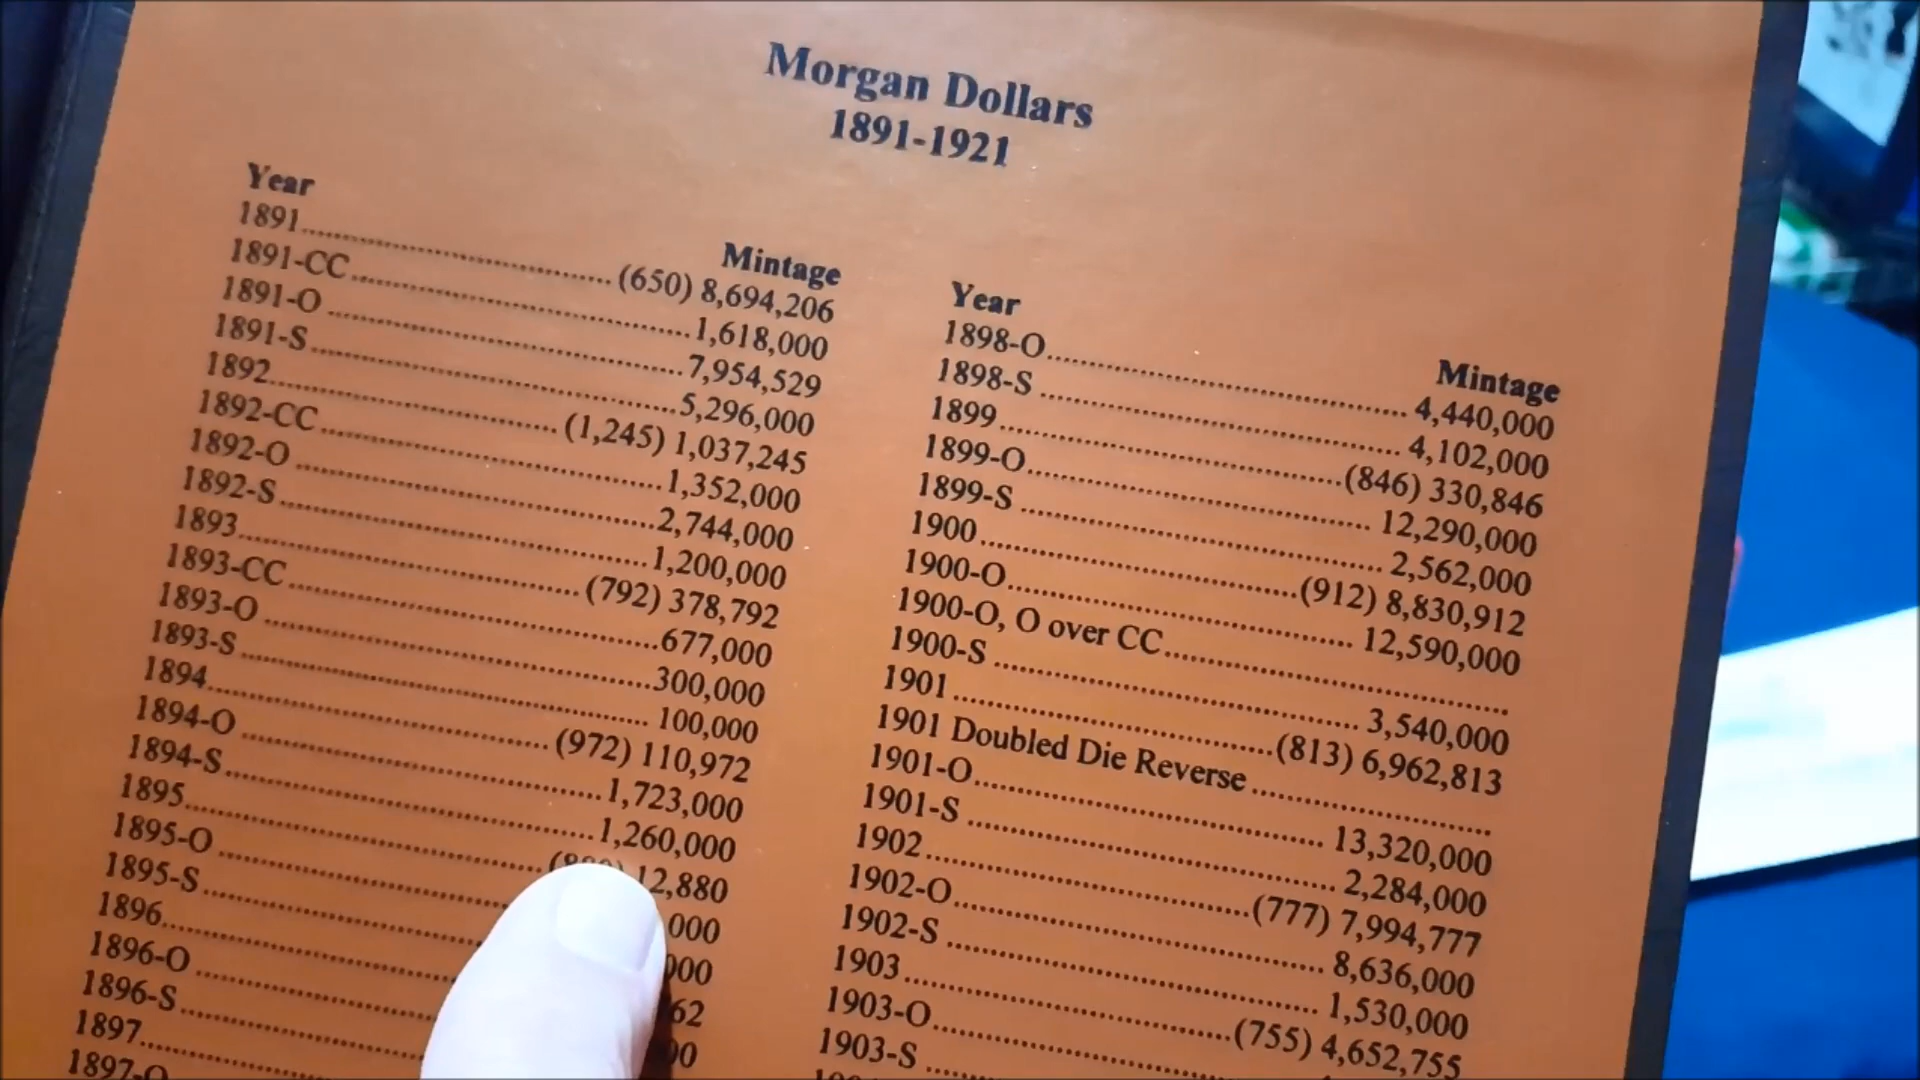 Morgan Dollars
1891-1921
Year Mintage
1891 (650) 8,694,206
1891-CC 1,618,000
1891-O 7,954,529
1891-S 5,296,000
1892 (1,245) 1,037,245
1892-CC 1,352,000
1892-O 2,744,000
1892-S 1,200,000
1893 (792) 378,792
1893-CC 677,000
1893-O 300,000
1893-S 100,000
1894 (972) 110,972
1894-O 1,723,000
1894-S 1,260,000
1895 12,880
1895-O
1895-S
1896
1896-O
1896-S
1897
1897-O
Year Mintage
1898-O 4,440,000
1898-S 4,102,000
1899 (846) 330,846
1899-O 12,290,000
1899-S 2,562,000
1900 (912) 8,830,912
1900-O 12,590,000
1900-O, O over CC
1900-S 3,540,000
1901 (813) 6,962,813
1901 Doubled Die Reverse
1901-O 13,320,000
1901-S 2,284,000
1902 (777) 7,994,777
1902-O 8,636,000
1902-S 1,530,000
1903 (755) 4,652,755
1903-O
1903-S